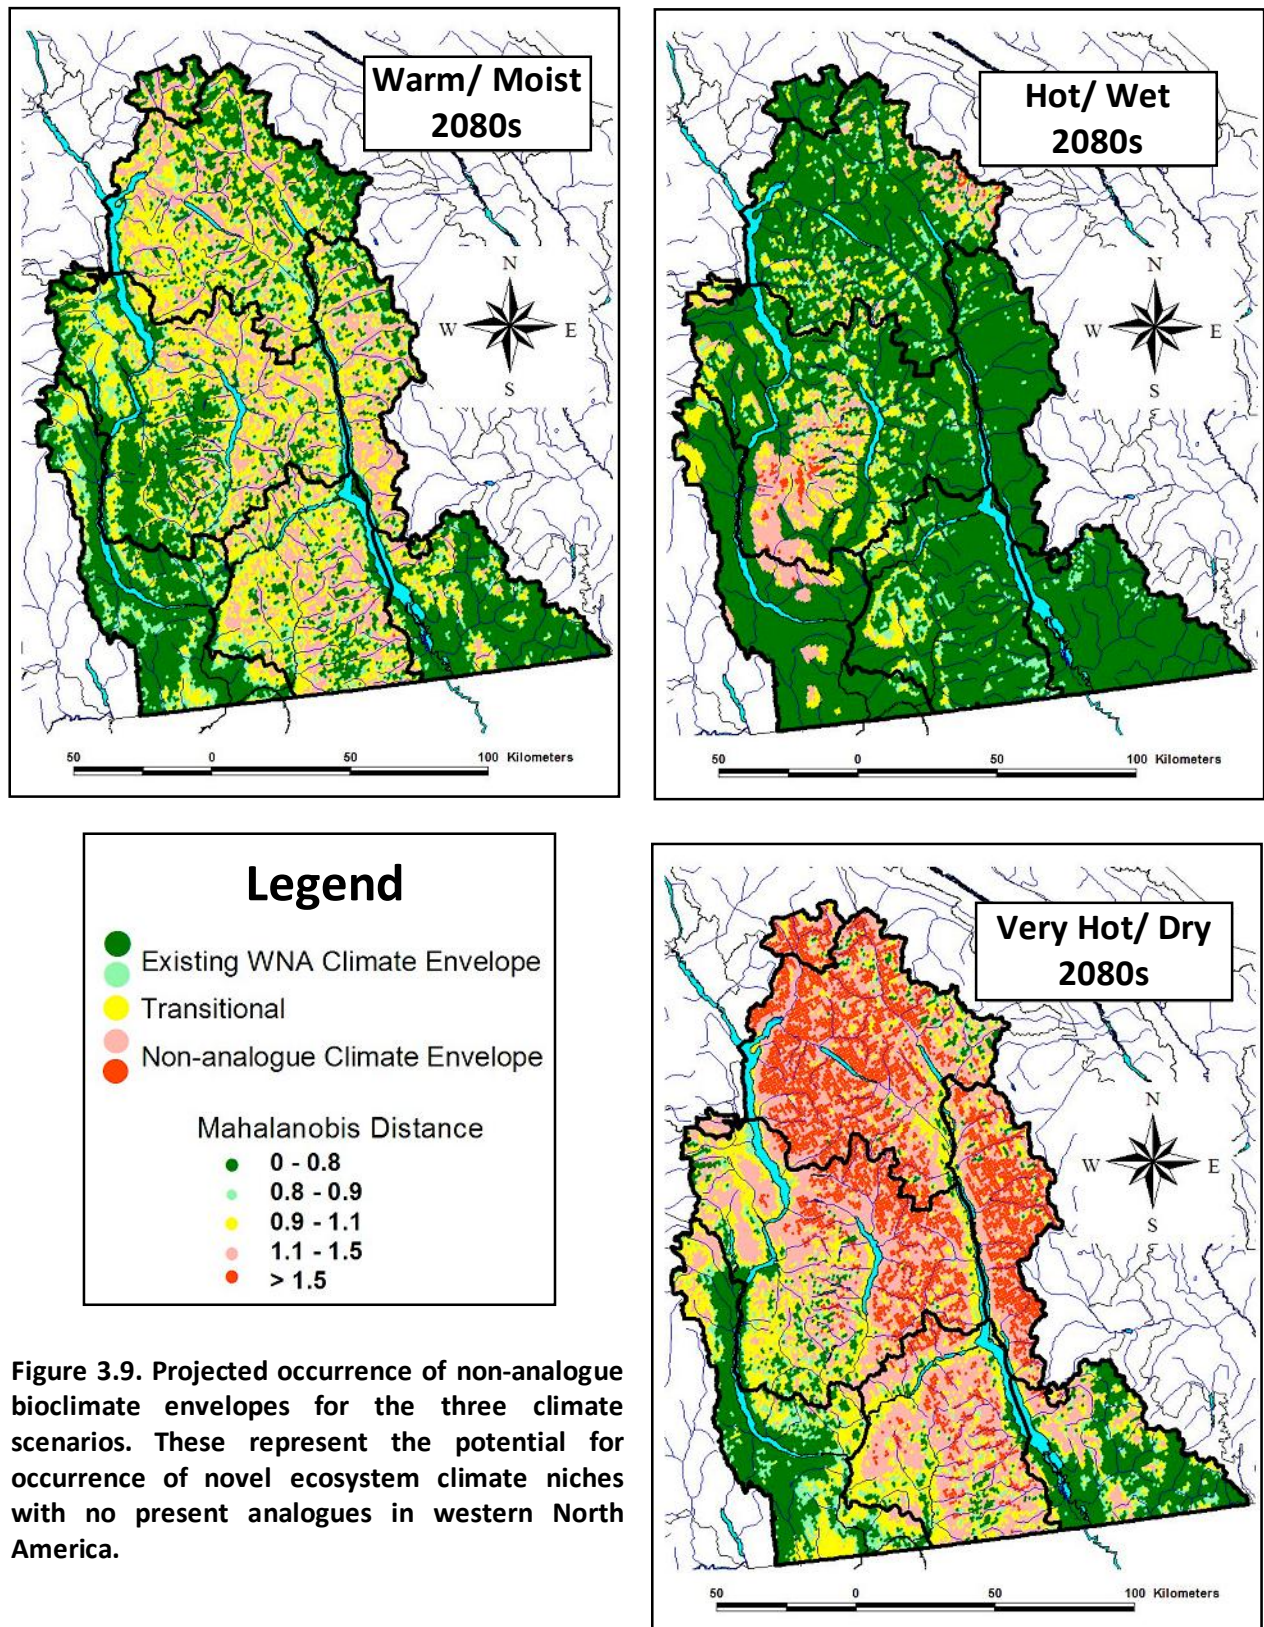 Warm/ Moist
2080s
N
W E
S
50 0 50 100 Kilometers
Hot/ Wet
2080s
N
W E
S
50 0 50 100 Kilometers
Legend
Existing WNA Climate Envelope
Transitional
Non-analogue Climate Envelope
Mahalanobis Distance
0 - 0.8
0.8 - 0.9
0.9 - 1.1
1.1 - 1.5
> 1.5
Very Hot/ Dry
2080s
N
W E
S
50 0 50 100 Kilometers
Figure 3.9. Projected occurrence of non-analogue
bioclimate envelopes for the three climate
scenarios. These represent the potential for
occurrence of novel ecosystem climate niches
with no present analogues in western North
America.